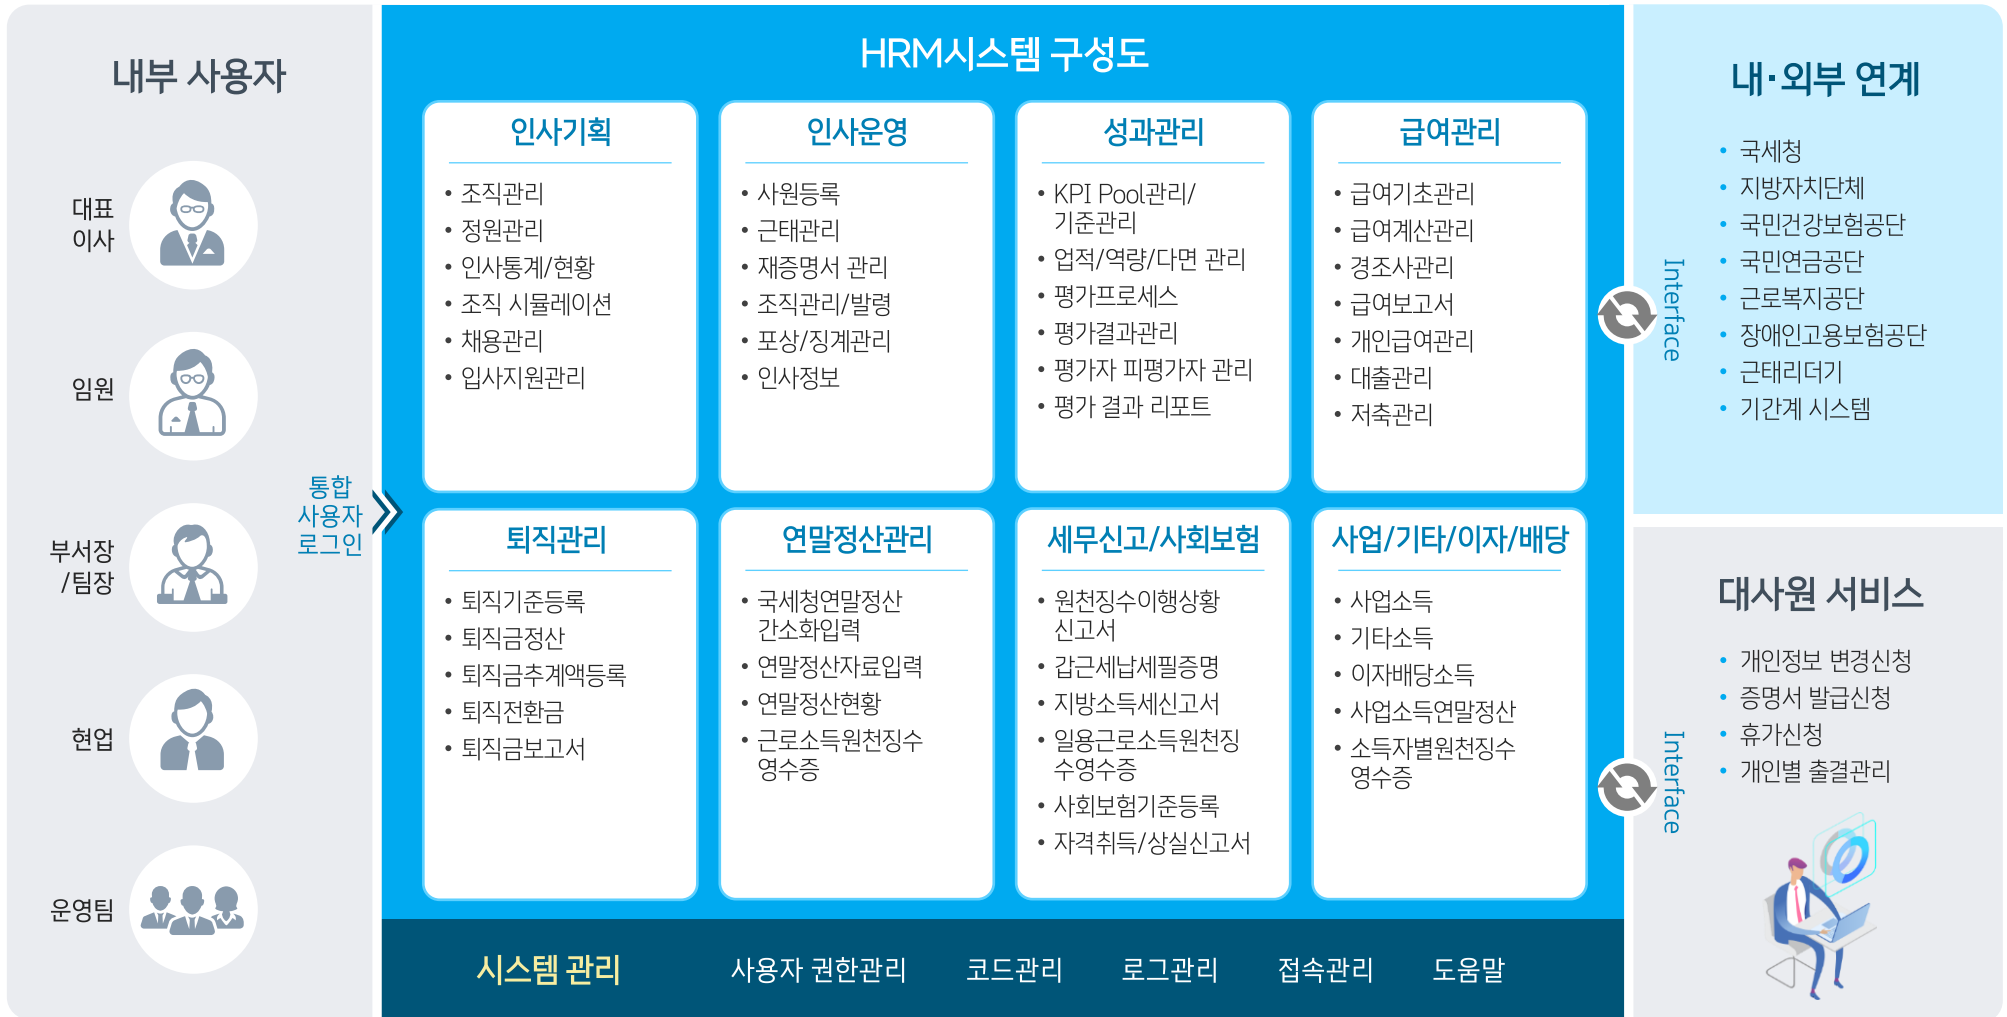 내부 사용자
대표
이사
임원
부서장
/팀장
현업
운영팀
통합
사용자
로그인
HRM시스템 구성도
인사기획
• 조직관리
• 정원관리
• 인사통계/현황
• 조직 시뮬레이션
• 채용관리
• 입사지원관리
인사운영
• 사원등록
• 근태관리
• 재증명서 관리
• 조직관리/발령
• 포상/징계관리
• 인사정보
성과관리
• KPI Pool관리/
기준관리
• 업적/역량/다면 관리
• 평가프로세스
• 평가결과관리
• 평가자 피평가자 관리
• 평가 결과 리포트
급여관리
• 급여기초관리
• 급여계산관리
• 경조사관리
• 급여보고서
• 개인급여관리
• 대출관리
• 저축관리
퇴직관리
• 퇴직기준등록
• 퇴직금정산
• 퇴직금추계액등록
• 퇴직전환금
• 퇴직금보고서
연말정산관리
• 국세청연말정산
간소화입력
• 연말정산자료입력
• 연말정산현황
• 근로소득원천징수
영수증
세무신고/사회보험
• 원천징수이행상황
신고서
• 갑근세납세필증명
• 지방소득세신고서
• 일용근로소득원천징
수영수증
• 사회보험기준등록
• 자격취득/상실신고서
사업/기타/이자/배당
• 사업소득
• 기타소득
• 이자배당소득
• 사업소득연말정산
• 소득자별원천징수
영수증
시스템 관리
사용자 권한관리
코드관리
로그관리
접속관리
도움말
Interface
내·외부 연계
• 국세청
• 지방자치단체
• 국민건강보험공단
• 국민연금공단
• 근로복지공단
• 장애인고용보험공단
• 근태리더기
• 기간계 시스템
Interface
대사원 서비스
• 개인정보 변경신청
• 증명서 발급신청
• 휴가신청
• 개인별 출결관리